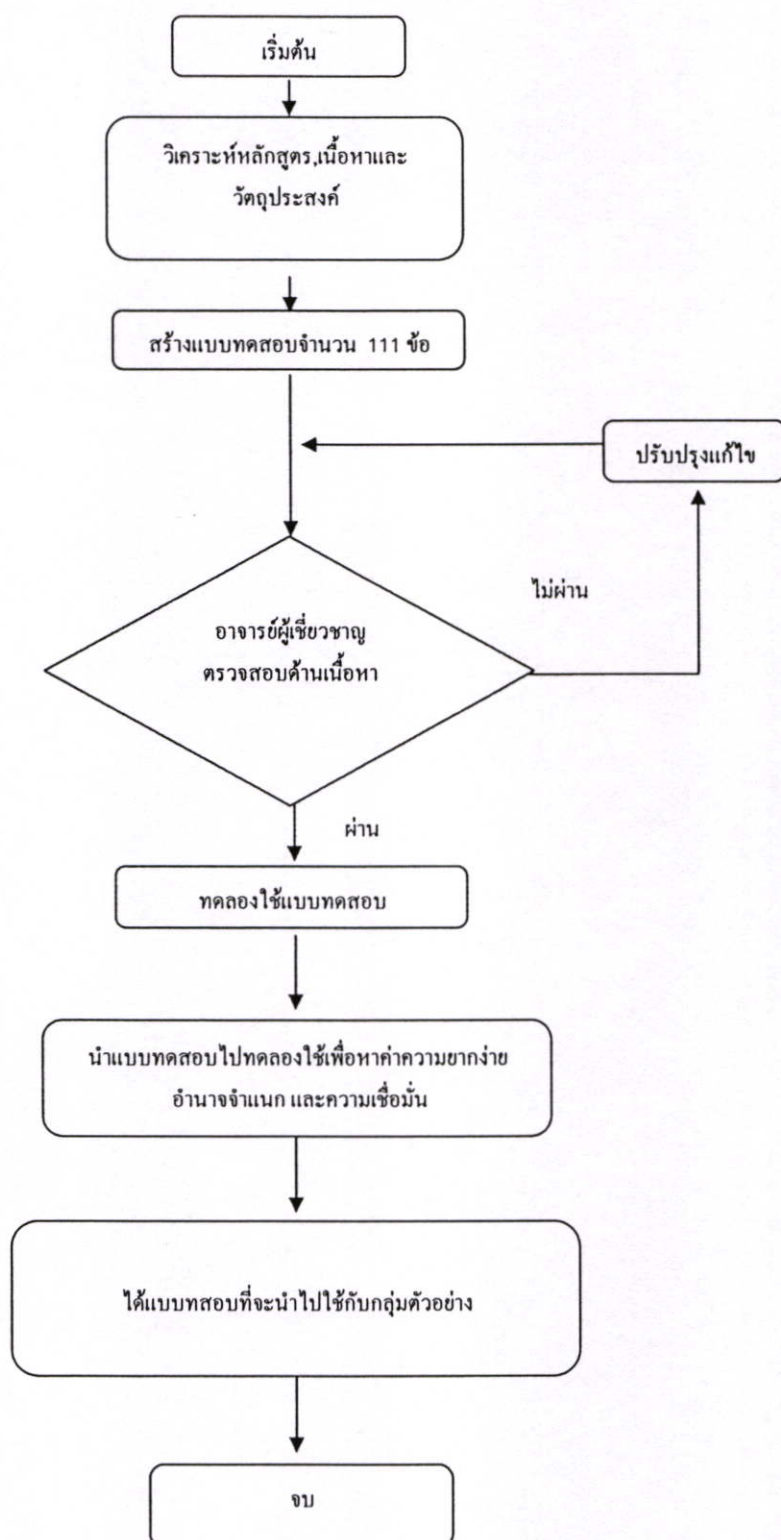 เริ่มต้น
วิเคราะห์หลักสูตร,เนื้อหาและ
วัตถุประสงค์
สร้างแบบทดสอบจำนวน 111 ข้อ
ปรับปรุงแก้ไข
ไม่ผ่าน
อาจารย์ผู้เชี่ยวชาญ
ตรวจสอบด้านเนื้อหา
ผ่าน
ทดลองใช้แบบทดสอบ
นำแบบทดสอบไปทดลองใช้เพื่อหาค่าความยากง่าย
อำนาจจำแนก และความเชื่อมั่น
ได้แบบทสอบที่จะนำไปใช้กับกลุ่มตัวอย่าง
จบ